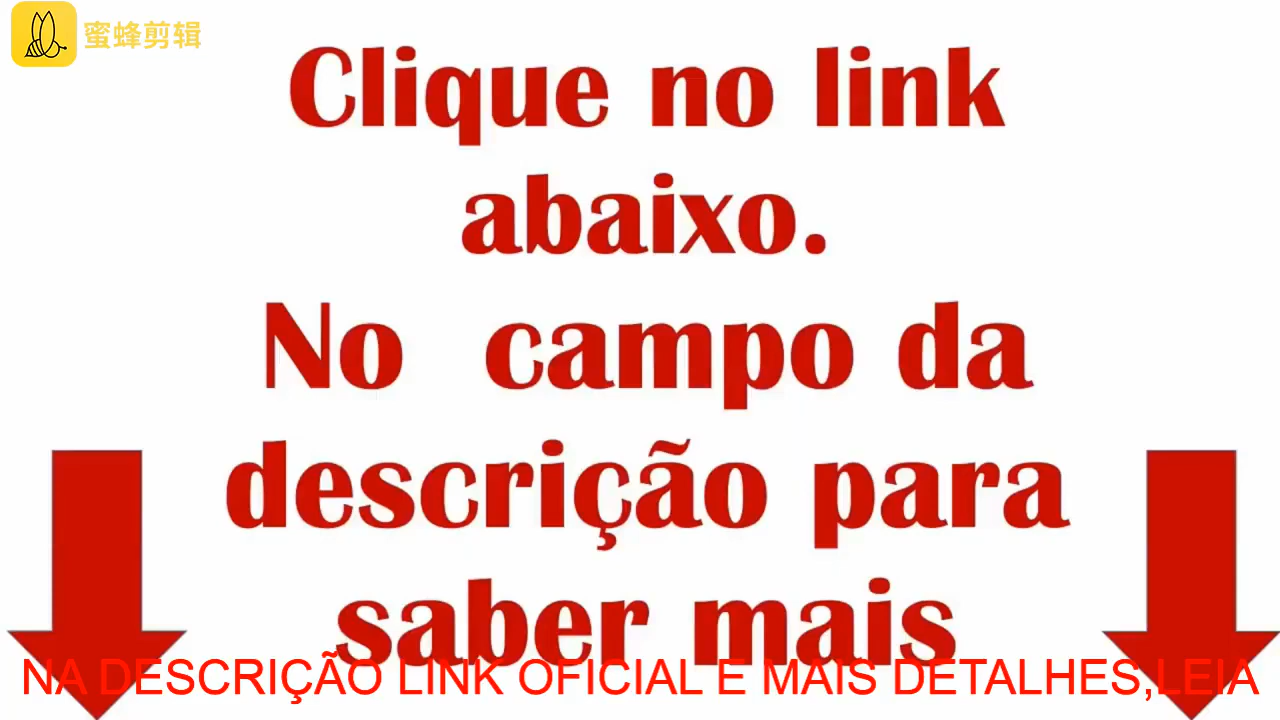 蜜蜂剪辑
Clique no link
abaixo.
No campo da
descrição para
saber mais
NA DESCRIÇÃO LINK OFICIAL E MAIS DETALHES,LEIA